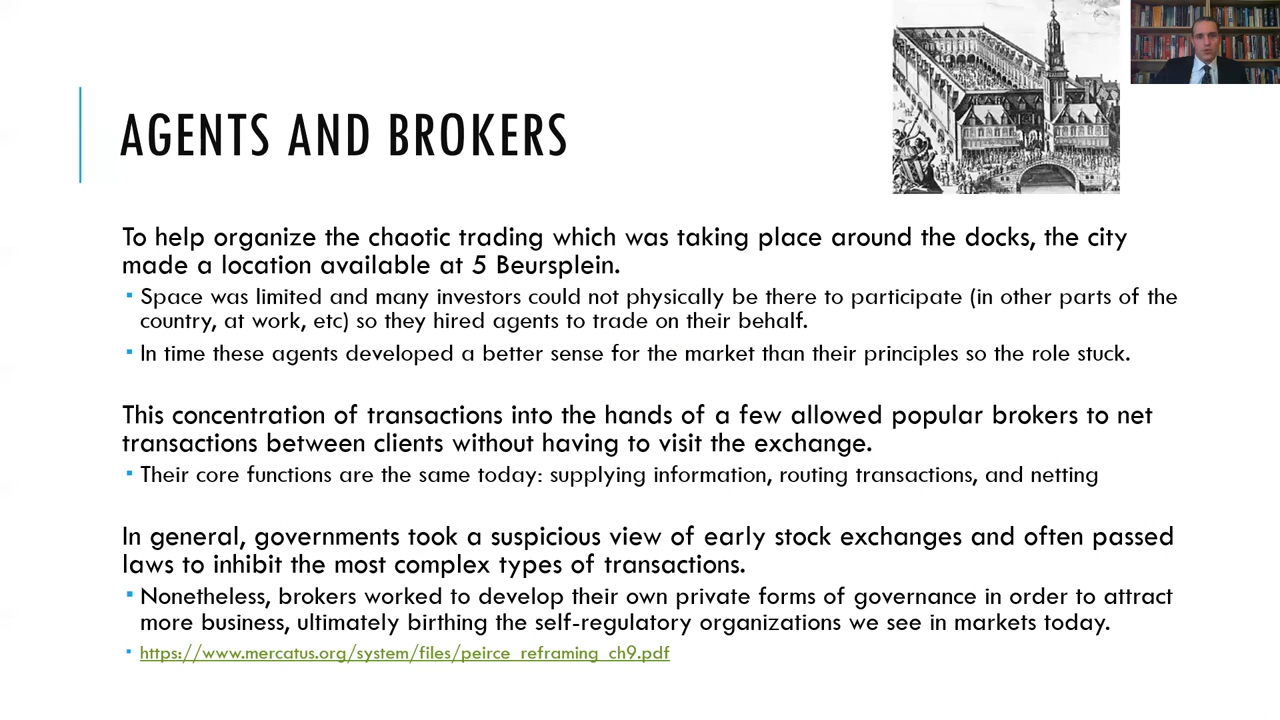 AGENTS AND BROKERS
To help organize the chaotic trading which was taking place around the docks, the city
made a location available at 5 Beursplein.
▪ Space was limited and many investors could not physically be there to participate (in other parts of the
country, at work, etc) so they hired agents to trade on their behalf.
▪ In time these agents developed a better sense for the market than their principles so the role stuck.
This concentration of transactions into the hands of a few allowed popular brokers to net
transactions between clients without having to visit the exchange.
▪ Their core functions are the same today: supplying information, routing transactions, and netting
In general, governments took a suspicious view of early stock exchanges and often passed
laws to inhibit the most complex types of transactions.
▪ Nonetheless, brokers worked to develop their own private forms of governance in order to attract
more business, ultimately birthing the self-regulatory organizations we see in markets today.
▪ https://www.mercatus.org/system/files/peirce_reframing_ch9.pdf